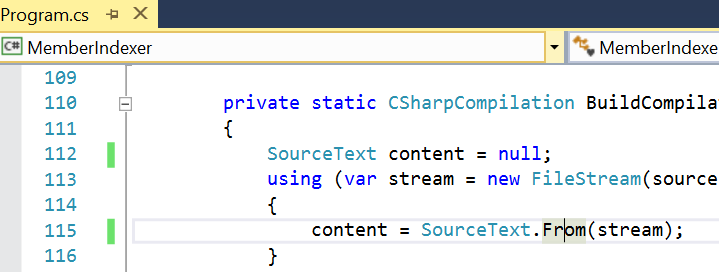 Program.cs
C# MemberIndexer MemberIndexe
109
110 private static CSharpCompilation BuildCompila
111 {
112 SourceText content = null;
113 using (var stream = new FileStream(source
114 {
115 content = SourceText.From(stream);
116 }